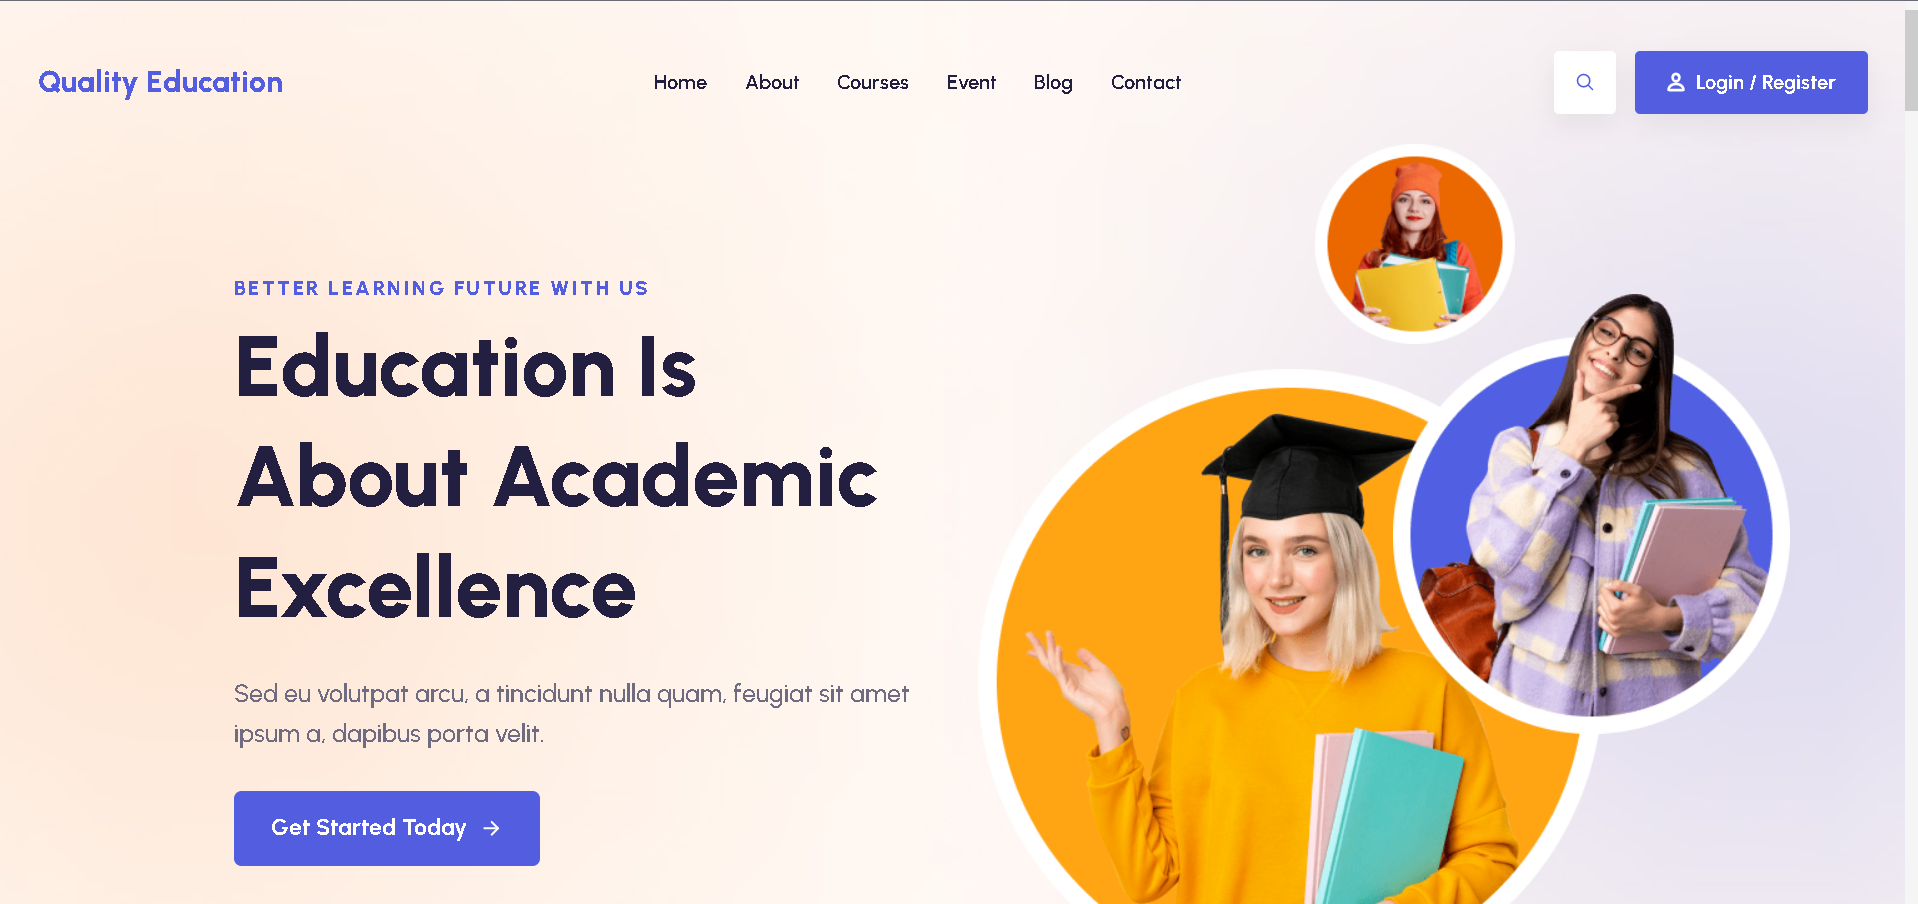 Quality Education
Home
About
Courses
Event
Blog
Contact
Login / Register
BETTER LEARNING FUTURE WITH US
Education Is
About Academic
Excellence
Sed eu volutpat arcu, a tincidunt nulla quam, feugiat sit amet
ipsum a, dapibus porta velit.
Get Started Today